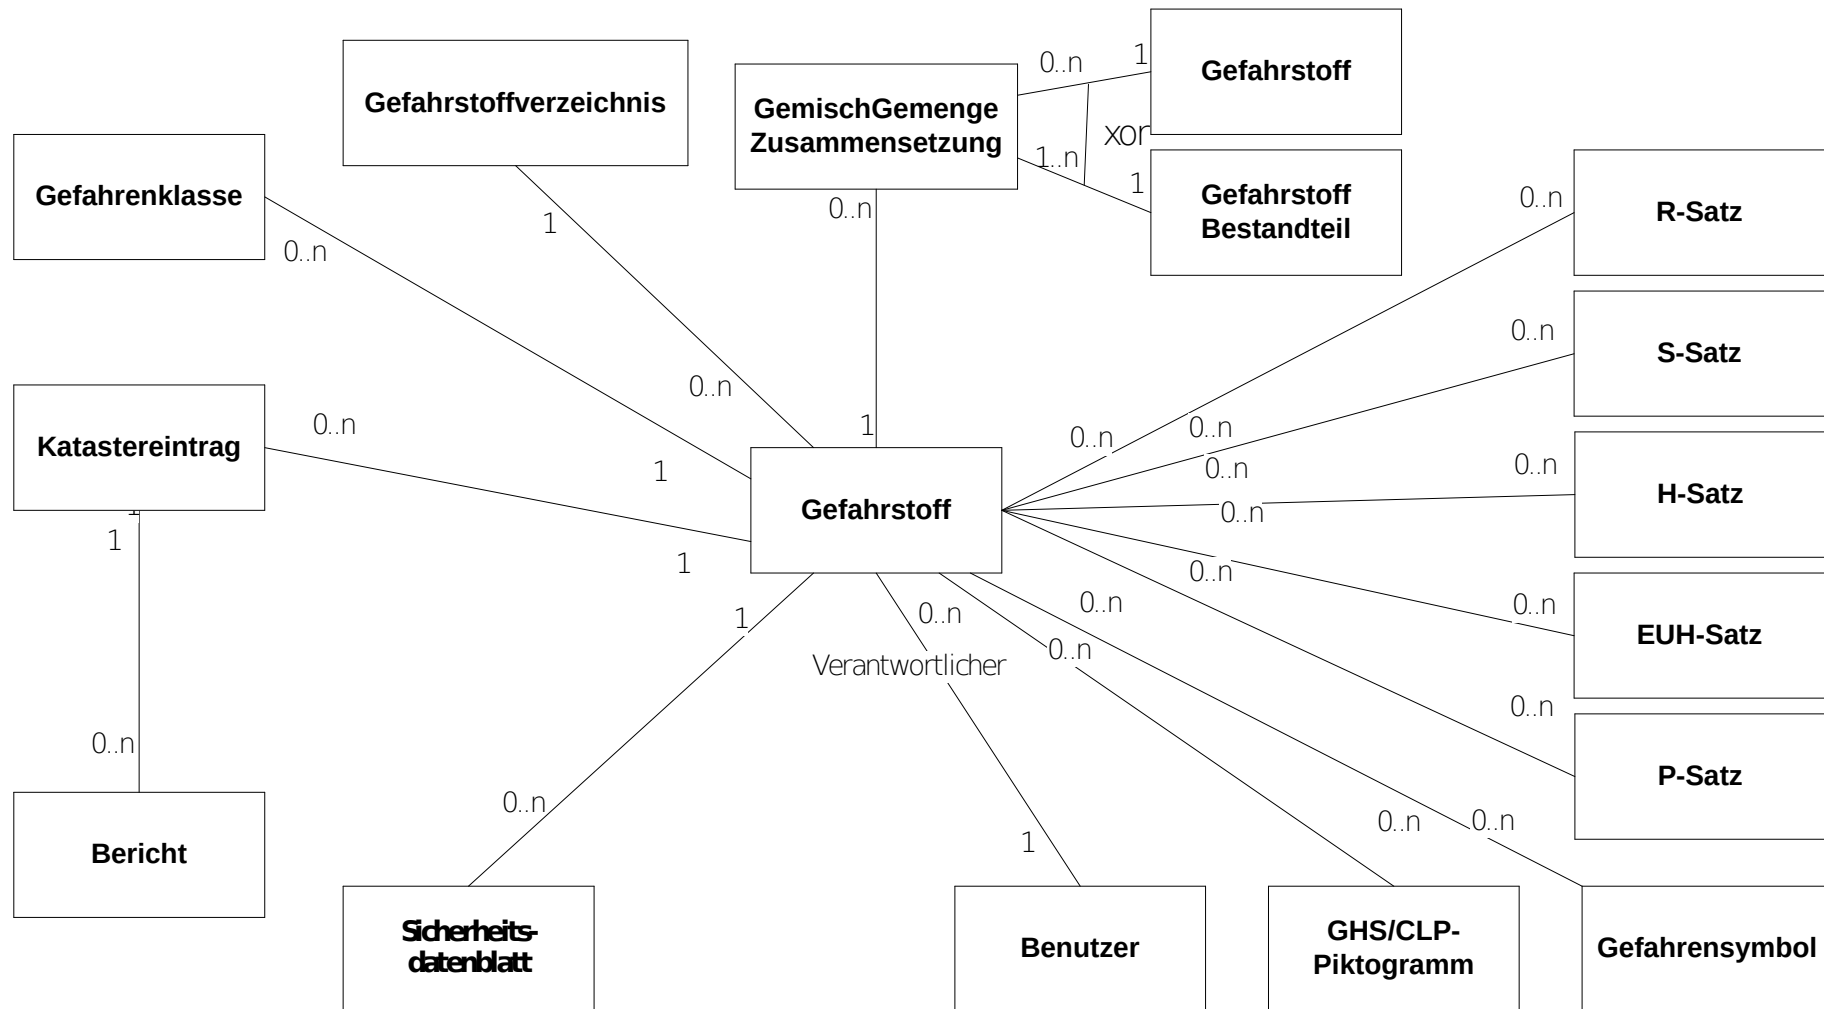 0..n
1
Gefahrstoff
Gefahrstoffverzeichnis
GemischGemenge
Zusammensetzung
xor
1..n
1
Gefahrstoff
Bestandteil
Gefahrenklasse
0..n
1
0..n
0..n
R-Satz
0..n
S-Satz
0..n
0..n
1
0..n
0..n
Katastereintrag
0..n
1
0..n
0..n
H-Satz
Gefahrstoff
0..n
1
1
1
0..n
0..n
EUH-Satz
1
0..n
0..n
Verantwortlicher
0..n
0..n
P-Satz
0..n
0..n
1
0..n
0..n
Bericht
Sicherheits-
datenblatt
Benutzer
GHS/CLP-
Piktogramm
Gefahrensymbol